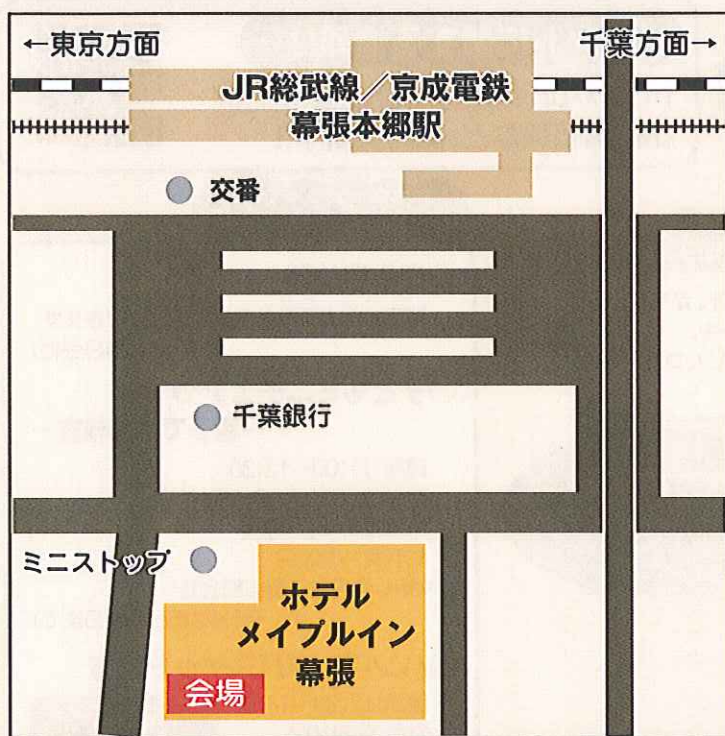 ←東京方面
千葉方面→
JR総武線／京成電鉄
幕張本郷駅
交番
千葉銀行
ミニストップ
ホテル
メイプルイン
幕張
会場